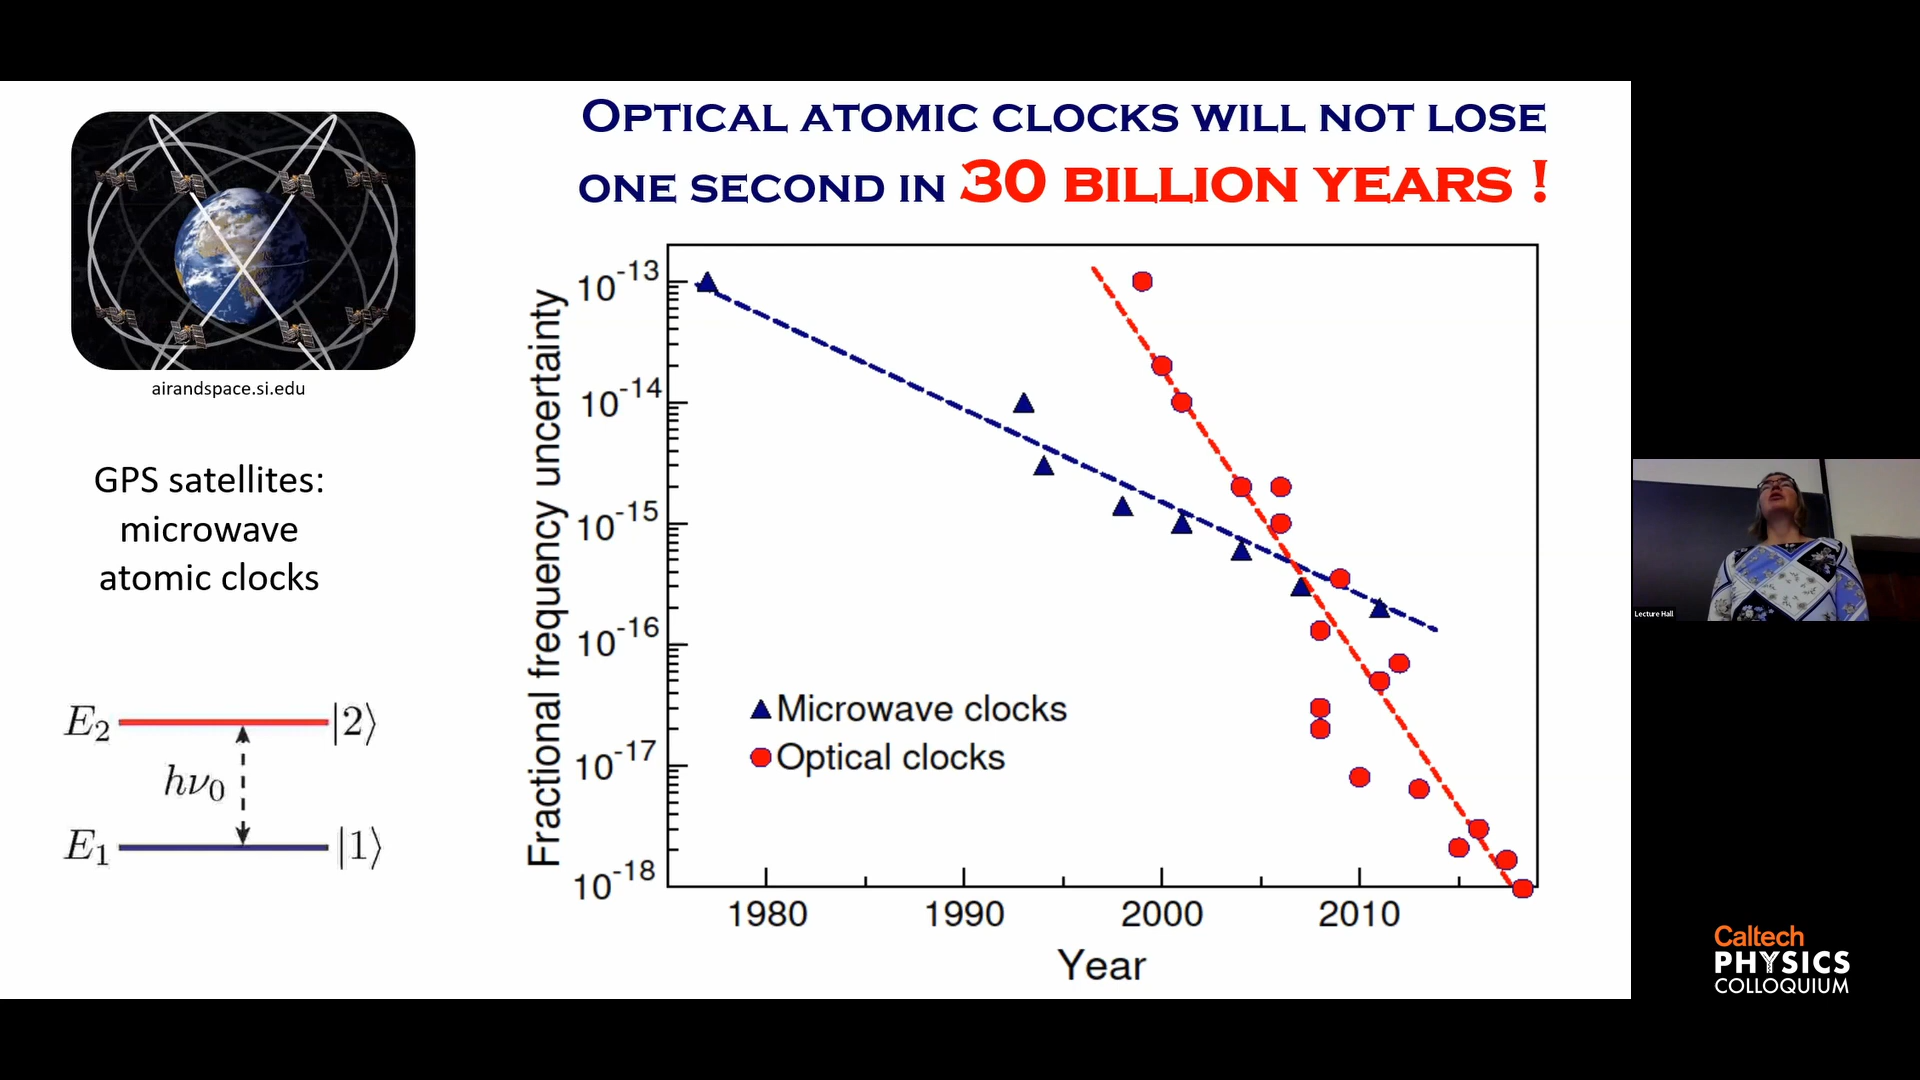 OPTICAL ATOMIC CLOCKS WILL NOT LOSE
ONE SECOND IN 30 BILLION YEARS !
airandspace.si.edu
GPS satellites:
microwave
atomic clocks
E₂ |2⟩
hν₀
E₁ |1⟩
Fractional frequency uncertainty
10⁻¹³
10⁻¹⁴
10⁻¹⁵
10⁻¹⁶
10⁻¹⁷
10⁻¹⁸
Microwave clocks
Optical clocks
1980 1990 2000 2010
Year
Lecture Hall
Caltech
PHYSICS
COLLOQUIUM